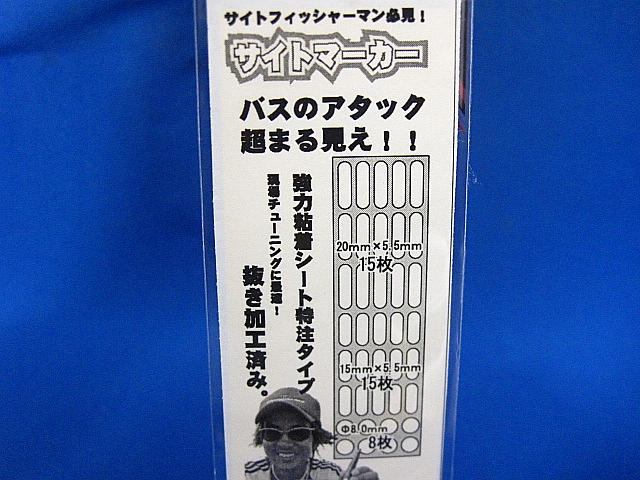 サイトフィッシャーマン必見！
サイトマーカー
バスのアタック
超まる見え！！
強力粘着シート特注タイプ
現場チューニングに最適！
抜き加工済み。
20mm×5.5mm
15枚
15mm×5.5mm
15枚
Φ8.0mm
8枚